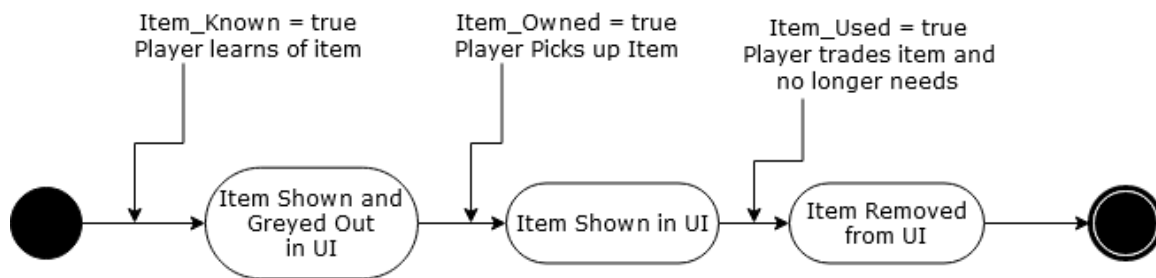 Item_Known = true
Player learns of item
Item_Owned = true
Player Picks up Item
Item_Used = true
Player trades item and
no longer needs
Item Shown and
Greyed Out
in UI
Item Shown in UI
Item Removed
from UI